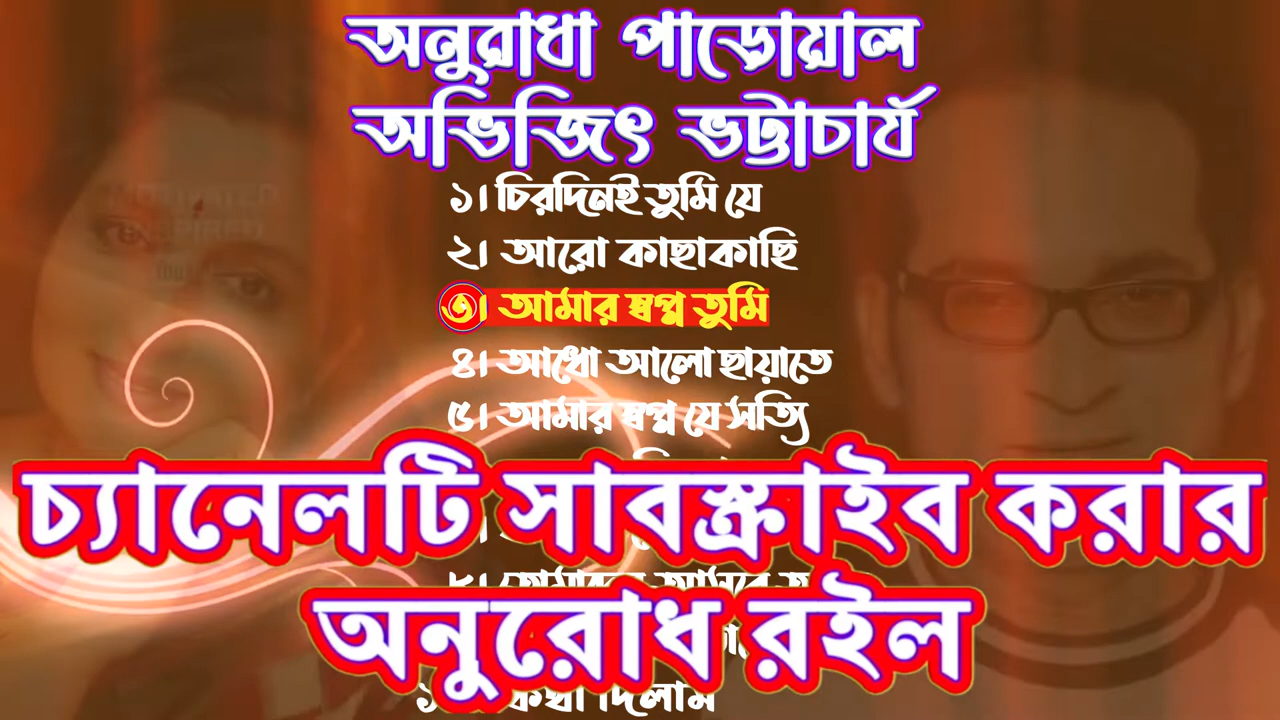 অনুরাধা পাড়োয়াল
অভিজিৎ ভট্টাচার্য
১। চিরদিনই তুমি যে
২। আরো কাছাকাছি
৩। আমার স্বপ্ন তুমি
৪। আধো আলো ছায়াতে
৫। আমার স্বপ্ন যে সত্যি
চ্যানেলটি সাবস্ক্রাইব করার
অনুরোধ রইল
কথা দিলাম